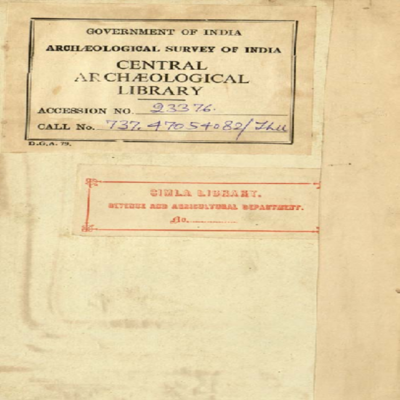 GOVERNMENT OF INDIA
ARCHÆOLOGICAL SURVEY OF INDIA
CENTRAL
ARCHÆOLOGICAL
LIBRARY
ACCESSION NO. 23376.
CALL No. 737.47054082/Thu
D.G.A. 79.
SIMLA LIBRARY.
REVENUE AND AGRICULTURAL DEPARTMENT.
No.